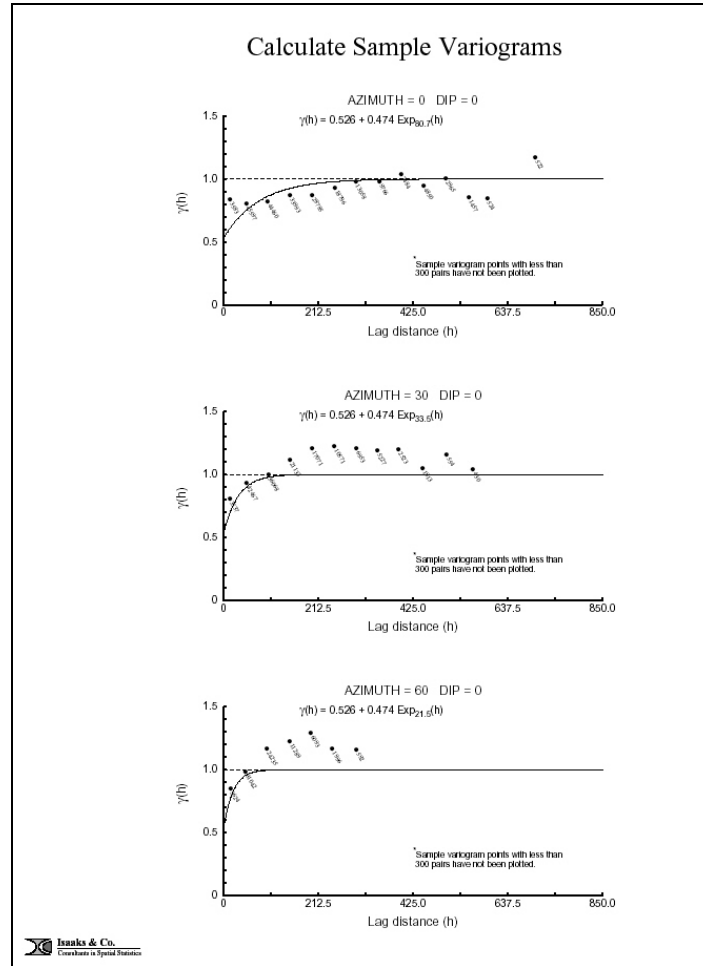 Calculate Sample Variograms
AZIMUTH = 0 DIP = 0
γ(h) = 0.526 + 0.474 Exp80.7(h)
1.5
1.0
0.5
0
γ(h)
*Sample variogram points with less than
300 pairs have not been plotted.
0 212.5 425.0 637.5 850.0
Lag distance (h)
AZIMUTH = 30 DIP = 0
γ(h) = 0.526 + 0.474 Exp33.5(h)
1.5
1.0
0.5
0
γ(h)
*Sample variogram points with less than
300 pairs have not been plotted.
0 212.5 425.0 637.5 850.0
Lag distance (h)
AZIMUTH = 60 DIP = 0
γ(h) = 0.526 + 0.474 Exp21.5(h)
1.5
1.0
0.5
0
γ(h)
*Sample variogram points with less than
300 pairs have not been plotted.
0 212.5 425.0 637.5 850.0
Lag distance (h)
Isaaks & Co.
Consultants in Spatial Statistics